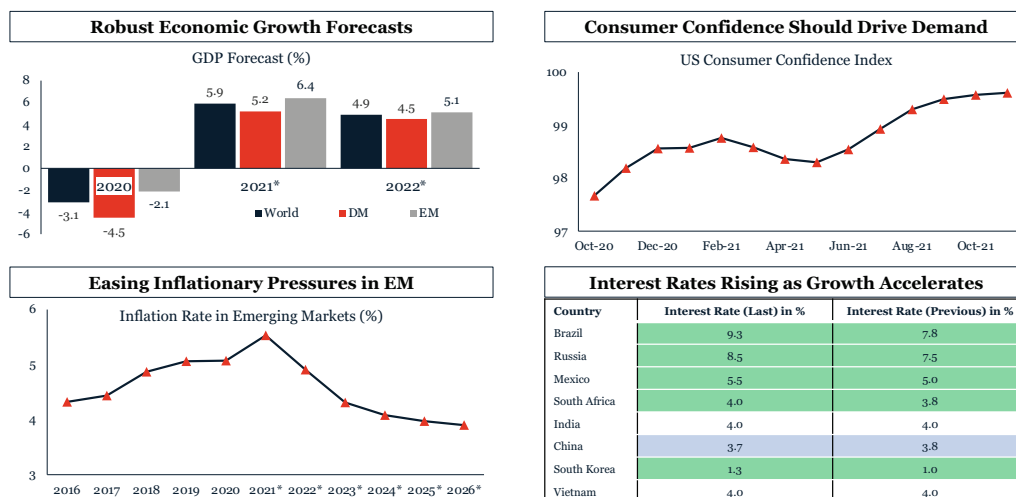 Robust Economic Growth Forecasts
GDP Forecast (%)
8
6
4
2
0
-2
-4
-6
5.9
5.2
6.4
4.9
4.5
5.1
2020
2021*
2022*
-3.1
-4.5
-2.1
World DM EM
Consumer Confidence Should Drive Demand
US Consumer Confidence Index
100
99
98
97
Oct-20 Dec-20 Feb-21 Apr-21 Jun-21 Aug-21 Oct-21
Easing Inflationary Pressures in EM
Inflation Rate in Emerging Markets (%)
6
5
4
3
2016 2017 2018 2019 2020 2021* 2022* 2023* 2024* 2025* 2026*
Interest Rates Rising as Growth Accelerates
Country Interest Rate (Last) in % Interest Rate (Previous) in %
Brazil 9.3 7.8
Russia 8.5 7.5
Mexico 5.5 5.0
South Africa 4.0 3.8
India 4.0 4.0
China 3.7 3.8
South Korea 1.3 1.0
Vietnam 4.0 4.0